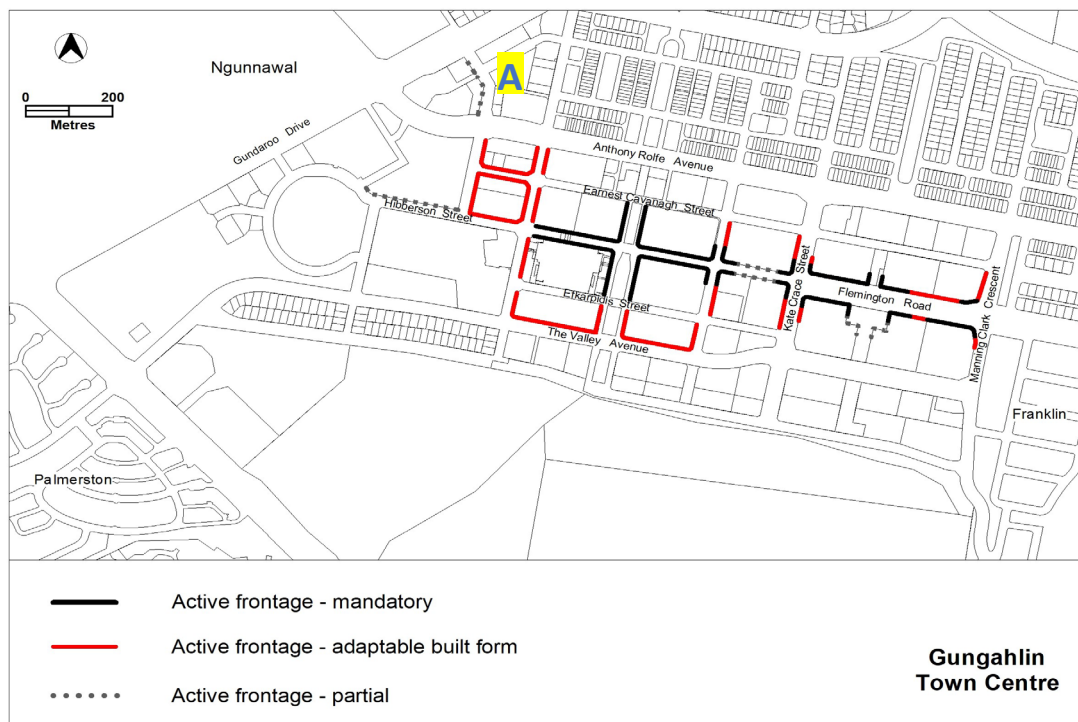 A
Ngunnawal
0 200
Metres
Gundaroo Drive
Anthony Rolfe Avenue
Earnest Cavanagh Street
Hibberson Street
Kate Crace Street
Flemington Road
Manning Clark Crescent
Efkarpidis Street
The Valley Avenue
Franklin
Palmerston
Active frontage - mandatory
Active frontage - adaptable built form
Active frontage - partial
Gungahlin
Town Centre